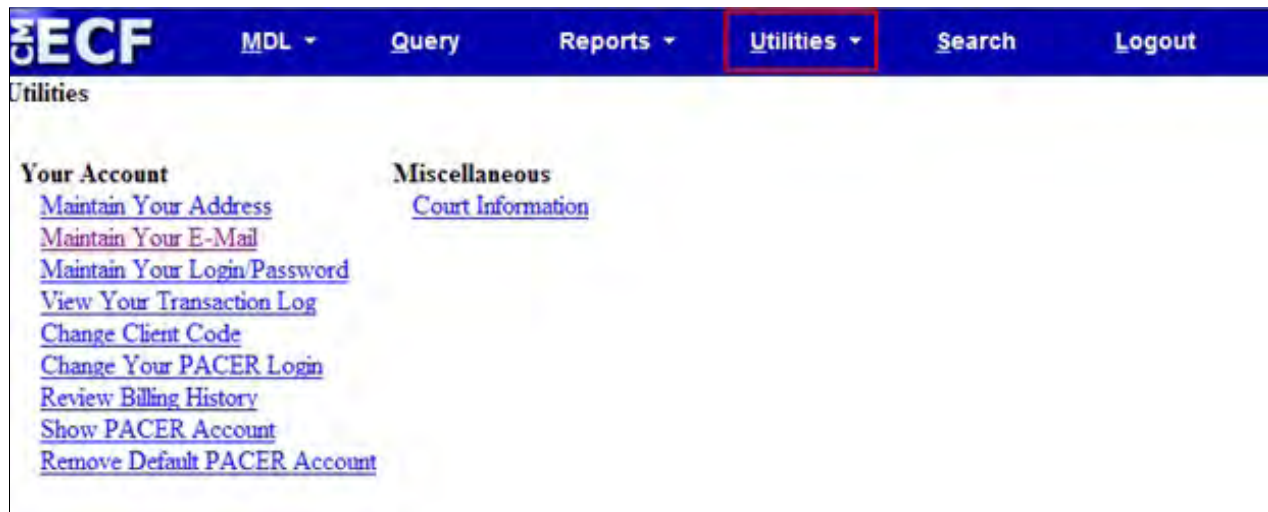 CM ECF MDL Query Reports Utilities Search Logout
Utilities
Your Account
Maintain Your Address
Maintain Your E-Mail
Maintain Your Login/Password
View Your Transaction Log
Change Client Code
Change Your PACER Login
Review Billing History
Show PACER Account
Remove Default PACER Account
Miscellaneous
Court Information